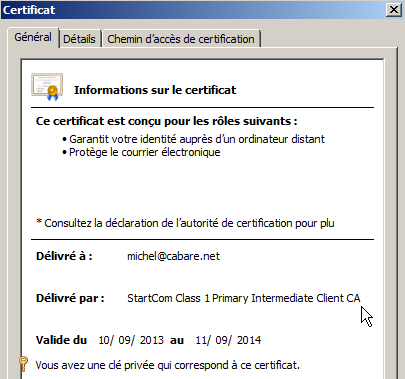 Certificat
Général Détails Chemin d'accès de certification
Informations sur le certificat
Ce certificat est conçu pour les rôles suivants :
• Garantit votre identité auprès d'un ordinateur distant
• Protège le courrier électronique
* Consultez la déclaration de l'autorité de certification pour plu
Délivré à : michel@cabare.net
Délivré par : StartCom Class 1 Primary Intermediate Client CA
Valide du 10/ 09/ 2013 au 11/ 09/ 2014
Vous avez une clé privée qui correspond à ce certificat.